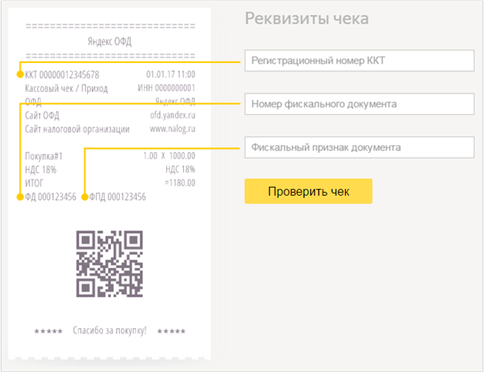 Реквизиты чека
==========================
Яндекс ОФД
==========================
ККТ 00000012345678 01.01.17 11:00
Кассовый чек / Приход ИНН 0000000001
ОФД Яндекс ОФД
Сайт ОФД ofd.yandex.ru
Сайт налоговой организации www.nalog.ru
Покупка#1 1.00 X 1000.00
НДС 18% НДС 18%
ИТОГ =1180.00
ФД 000123456 ФПД 000123456
***** Спасибо за покупку! *****
Регистрационный номер ККТ
Номер фискального документа
Фискальный признак документа
Проверить чек